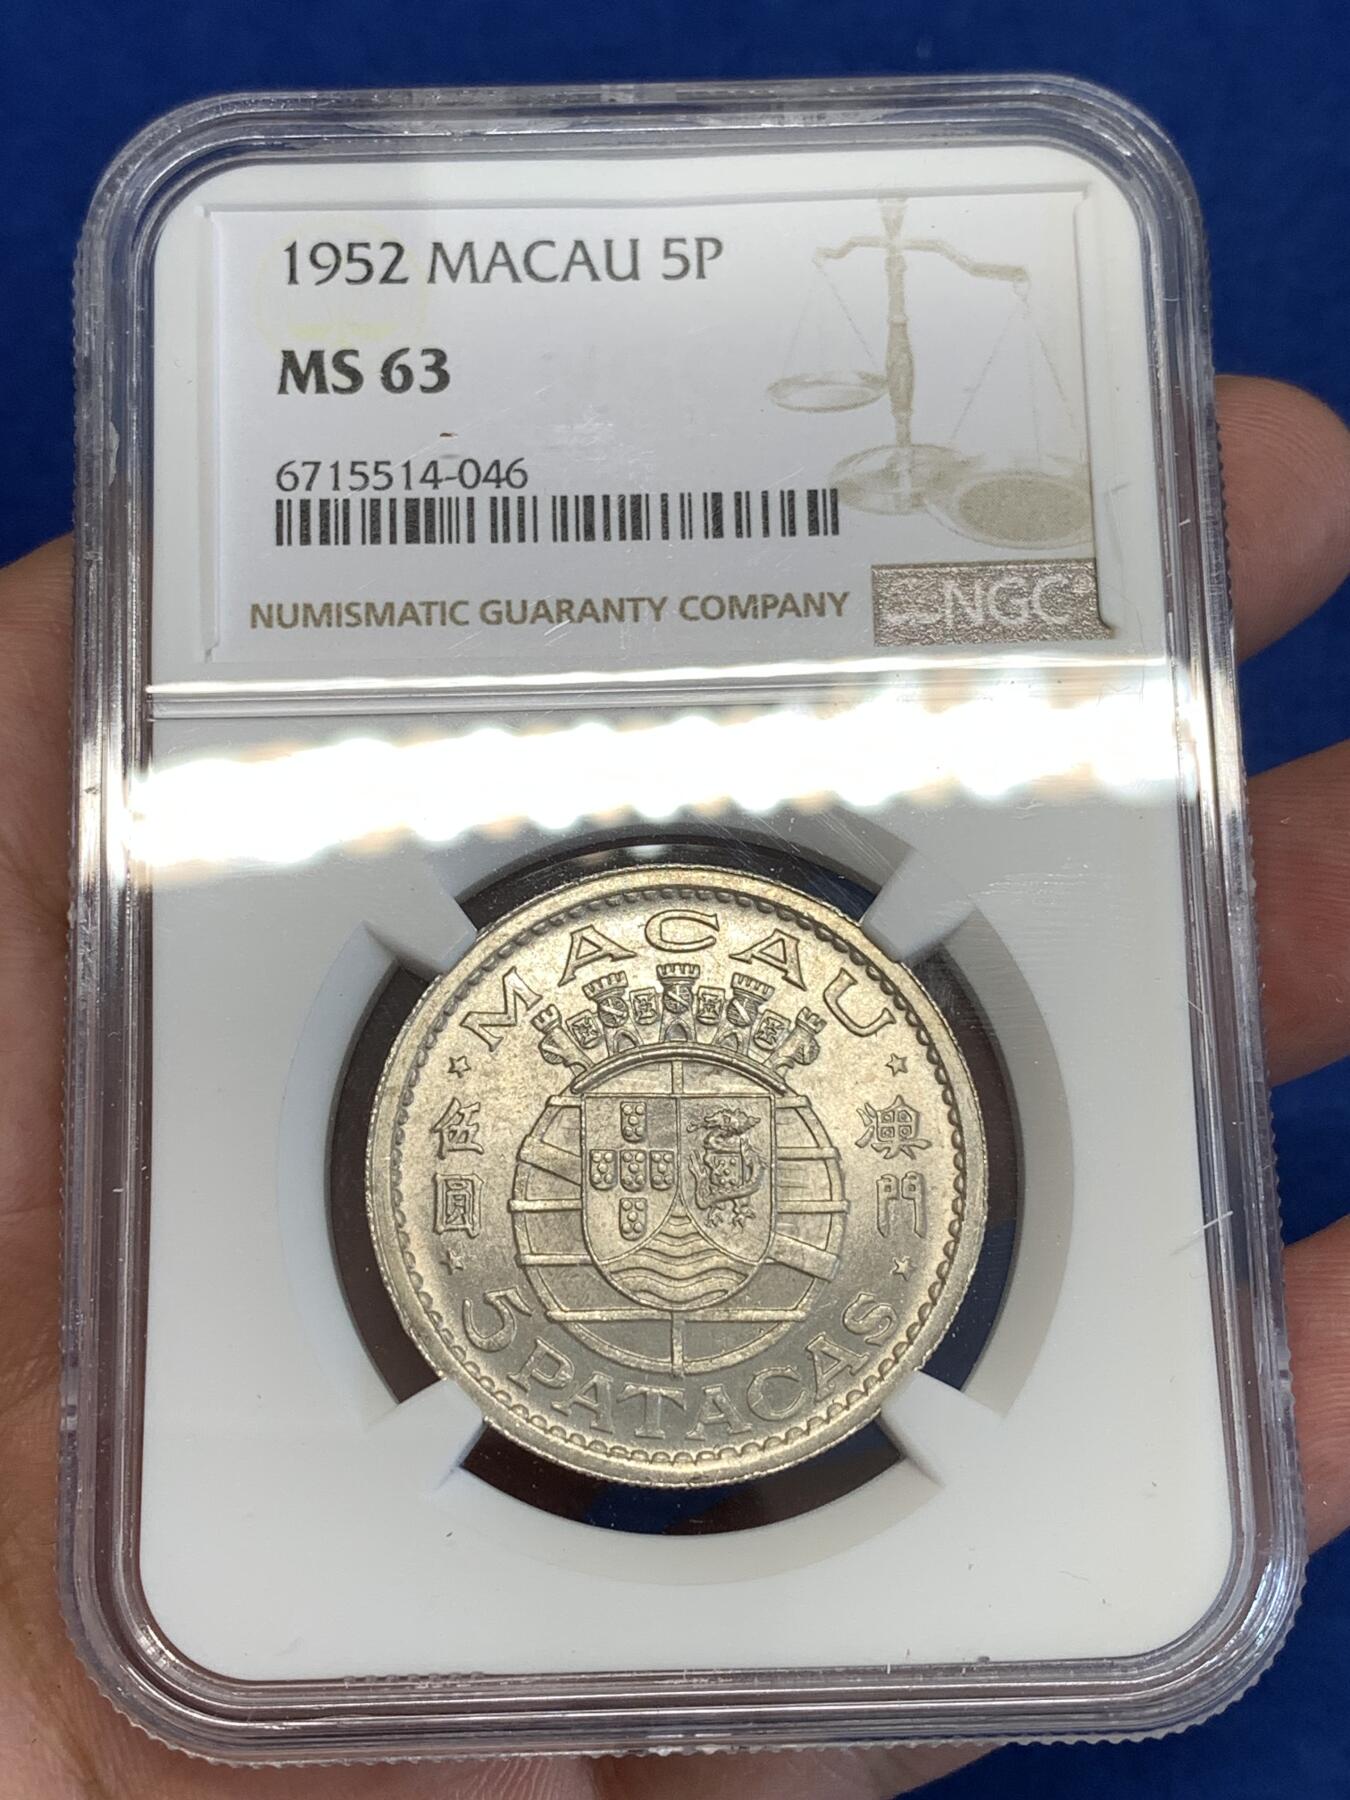 1952 MACAU 5P
MS 63
6715514-046
NUMISMATIC GUARANTY COMPANY
NGC
MACAU
伍圓
澳門
5 PATACAS